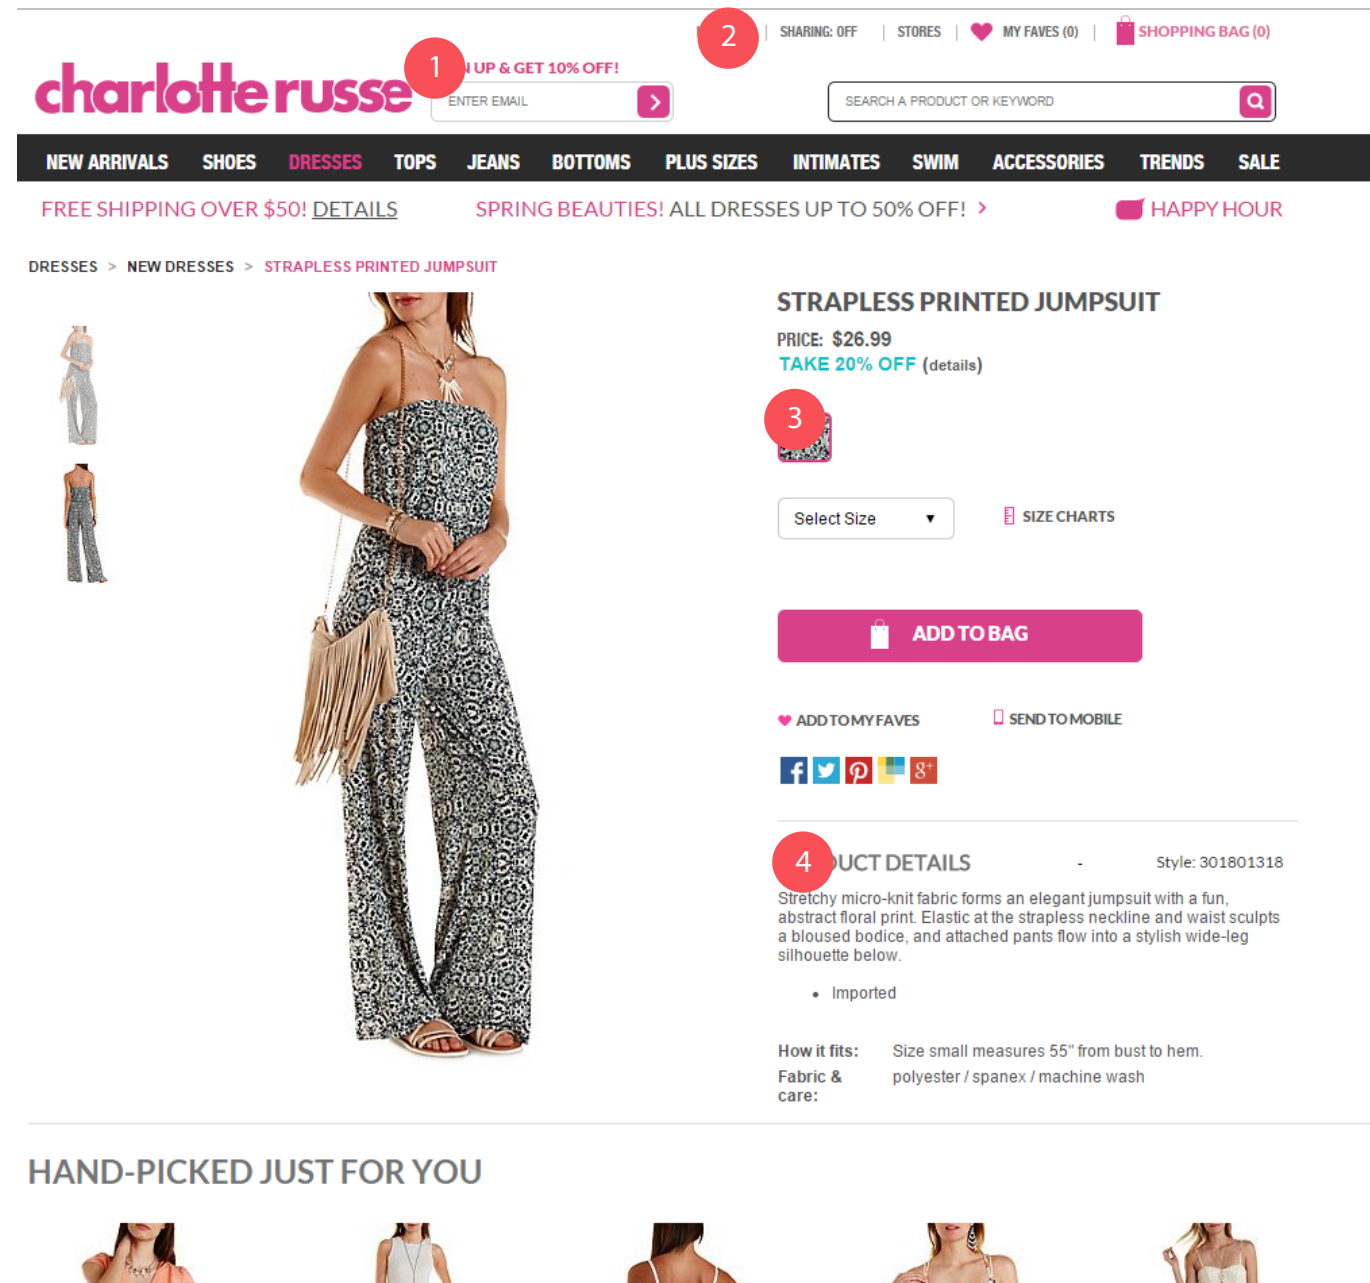 2
SHARING: OFF | STORES | MY FAVES (0) | SHOPPING BAG (0)
charlotte russe
1
UP & GET 10% OFF!
ENTER EMAIL
SEARCH A PRODUCT OR KEYWORD
NEW ARRIVALS SHOES DRESSES TOPS JEANS BOTTOMS PLUS SIZES INTIMATES SWIM ACCESSORIES TRENDS SALE
FREE SHIPPING OVER $50! DETAILS SPRING BEAUTIES! ALL DRESSES UP TO 50% OFF! > HAPPY HOUR
DRESSES > NEW DRESSES > STRAPLESS PRINTED JUMPSUIT
STRAPLESS PRINTED JUMPSUIT
PRICE: $26.99
TAKE 20% OFF (details)
3
Select Size
SIZE CHARTS
ADD TO BAG
ADD TO MY FAVES SEND TO MOBILE
f 8+
4
UCT DETAILS - Style: 301801318
Stretchy micro-knit fabric forms an elegant jumpsuit with a fun,
abstract floral print. Elastic at the strapless neckline and waist sculpts
a bloused bodice, and attached pants flow into a stylish wide-leg
silhouette below.
• Imported
How it fits: Size small measures 55" from bust to hem.
Fabric & polyester / spanex / machine wash
care:
HAND-PICKED JUST FOR YOU